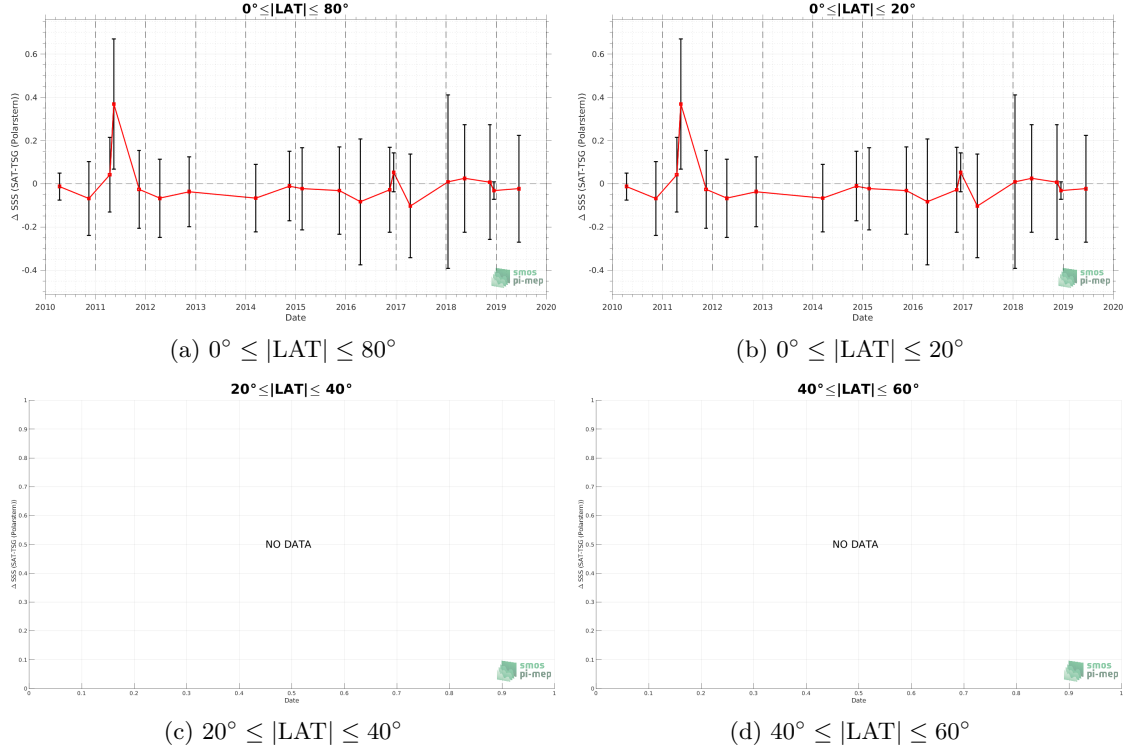 0°≤|LAT|≤ 80°
Δ SSS (SAT-TSG (Polarstern))
0.6
0.4
0.2
0
-0.2
-0.4
2010 2011 2012 2013 2014 2015 2016 2017 2018 2019 2020
Date
smos
pi-mep
(a) 0° ≤ |LAT| ≤ 80°
0°≤|LAT|≤ 20°
Δ SSS (SAT-TSG (Polarstern))
0.6
0.4
0.2
0
-0.2
-0.4
2010 2011 2012 2013 2014 2015 2016 2017 2018 2019 2020
Date
smos
pi-mep
(b) 0° ≤ |LAT| ≤ 20°
20°≤|LAT|≤ 40°
Δ SSS (SAT-TSG (Polarstern))
1
0.9
0.8
0.7
0.6
0.5
0.4
0.3
0.2
0.1
0
NO DATA
0 0.1 0.2 0.3 0.4 0.5 0.6 0.7 0.8 0.9 1
Date
smos
pi-mep
(c) 20° ≤ |LAT| ≤ 40°
40°≤|LAT|≤ 60°
Δ SSS (SAT-TSG (Polarstern))
1
0.9
0.8
0.7
0.6
0.5
0.4
0.3
0.2
0.1
0
NO DATA
0 0.1 0.2 0.3 0.4 0.5 0.6 0.7 0.8 0.9 1
Date
smos
pi-mep
(d) 40° ≤ |LAT| ≤ 60°